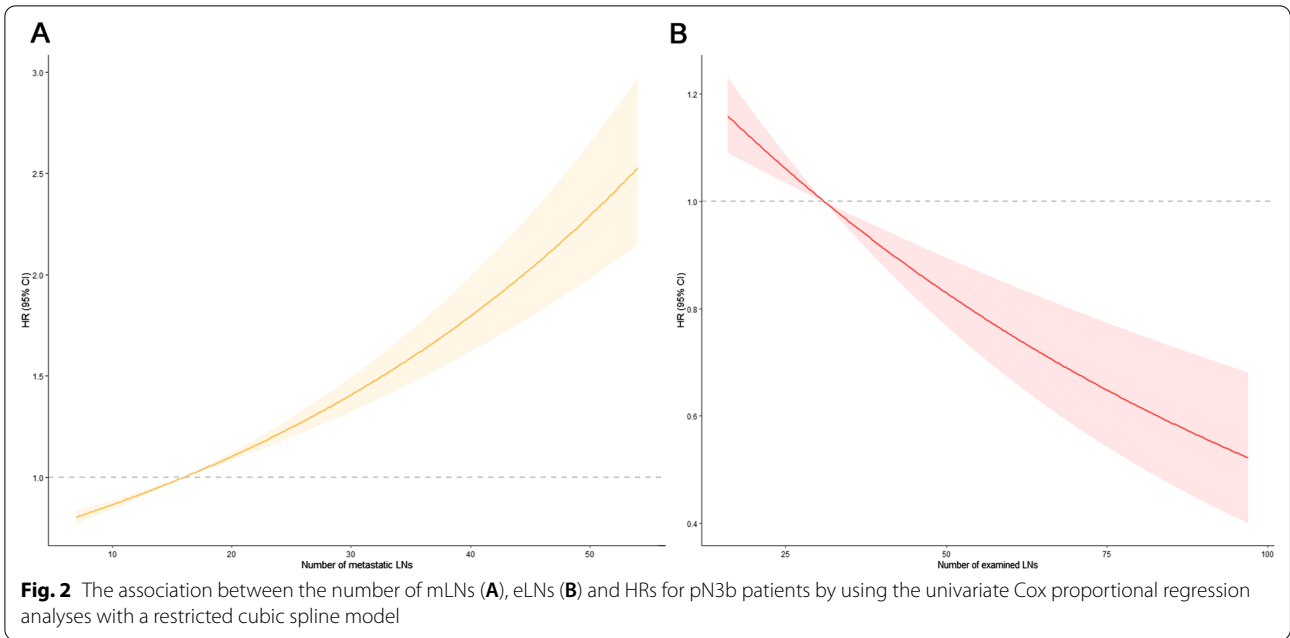 A
HR (95% CI)
3.0
2.5
2.0
1.5
1.0
10 20 30 40 50
Number of metastatic LNs
B
HR (95% CI)
1.2
1.0
0.8
0.6
0.4
25 50 75 100
Number of examined LNs
Fig. 2 The association between the number of mLNs (A), eLNs (B) and HRs for pN3b patients by using the univariate Cox proportional regression
analyses with a restricted cubic spline model